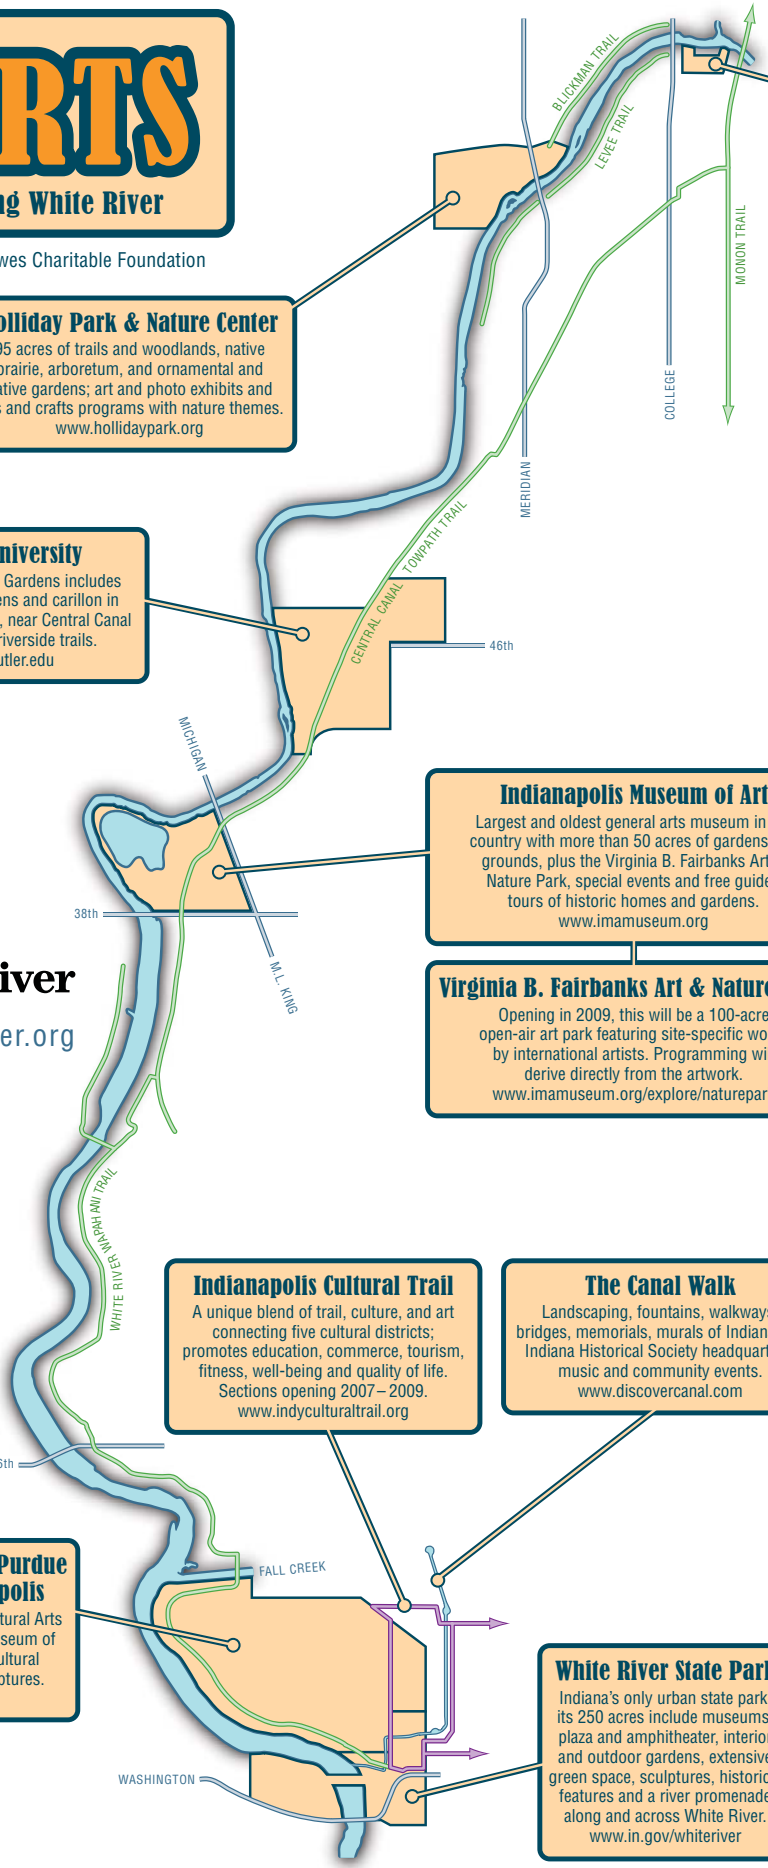 RTS
ng White River
wes Charitable Foundation
BLICKMAN TRAIL
LEVEE TRAIL
MONON TRAIL
COLLEGE
MERIDIAN
olliday Park & Nature Center
95 acres of trails and woodlands, native
prairie, arboretum, and ornamental and
ative gardens; art and photo exhibits and
s and crafts programs with nature themes.
www.hollidaypark.org
CENTRAL CANAL TOWPATH TRAIL
niversity
Gardens includes
ens and carillon in
, near Central Canal
riverside trails.
utler.edu
46th
MICHIGAN
Indianapolis Museum of Art
Largest and oldest general arts museum in
country with more than 50 acres of gardens
grounds, plus the Virginia B. Fairbanks Art
Nature Park, special events and free guide
tours of historic homes and gardens.
www.imamuseum.org
38th
M.L. KING
iver
er.org
Virginia B. Fairbanks Art & Nature
Opening in 2009, this will be a 100-acre
open-air art park featuring site-specific wo
by international artists. Programming wi
derive directly from the artwork.
www.imamuseum.org/explore/naturepar
WHITE RIVER WAPAHANI TRAIL
Indianapolis Cultural Trail
A unique blend of trail, culture, and art
connecting five cultural districts;
promotes education, commerce, tourism,
fitness, well-being and quality of life.
Sections opening 2007–2009.
www.indyculturaltrail.org
The Canal Walk
Landscaping, fountains, walkways
bridges, memorials, murals of Indian
Indiana Historical Society headquart
music and community events.
www.discovercanal.com
6th
Purdue
polis
tural Arts
seum of
ultural
ptures.
FALL CREEK
WASHINGTON
White River State Park
Indiana's only urban state park
its 250 acres include museums
plaza and amphitheater, interior
and outdoor gardens, extensive
green space, sculptures, historic
features and a river promenade
along and across White River.
www.in.gov/whiteriver